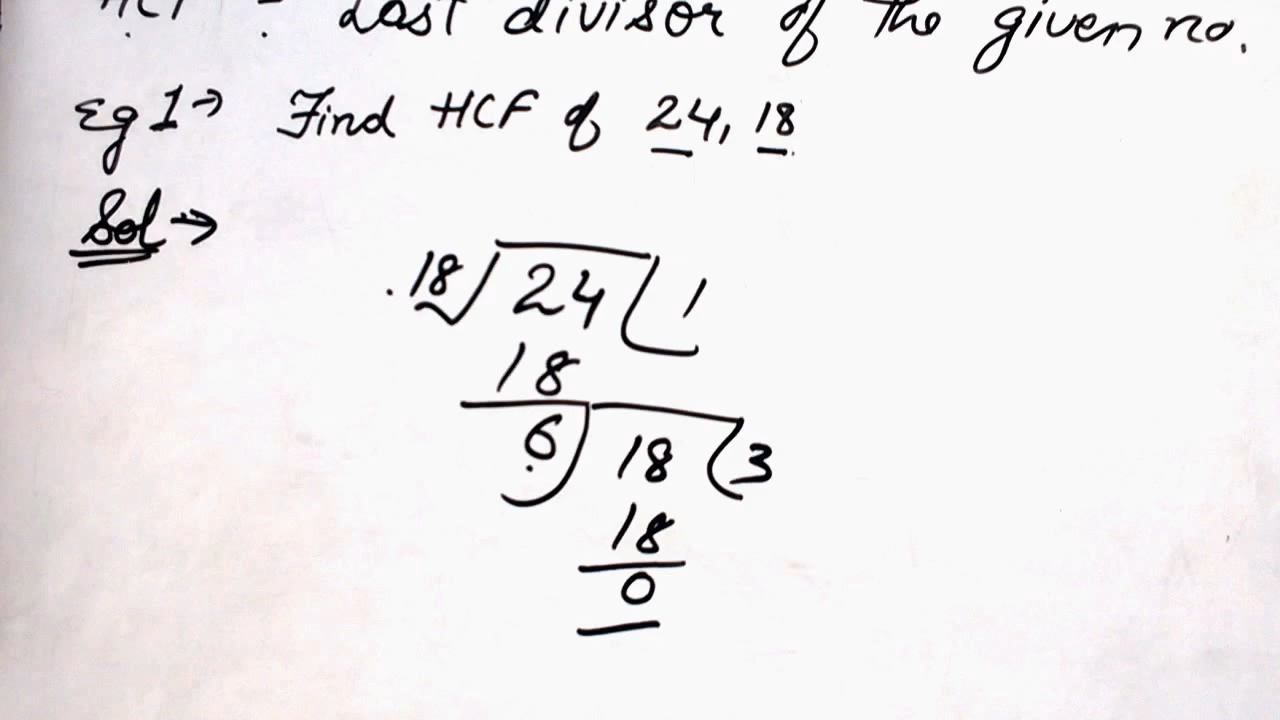 HCF = Last divisor of the given no.
Eg 1→ Find HCF of 24, 18.
Sol→
18)24(1
18
6)18(3
18
0